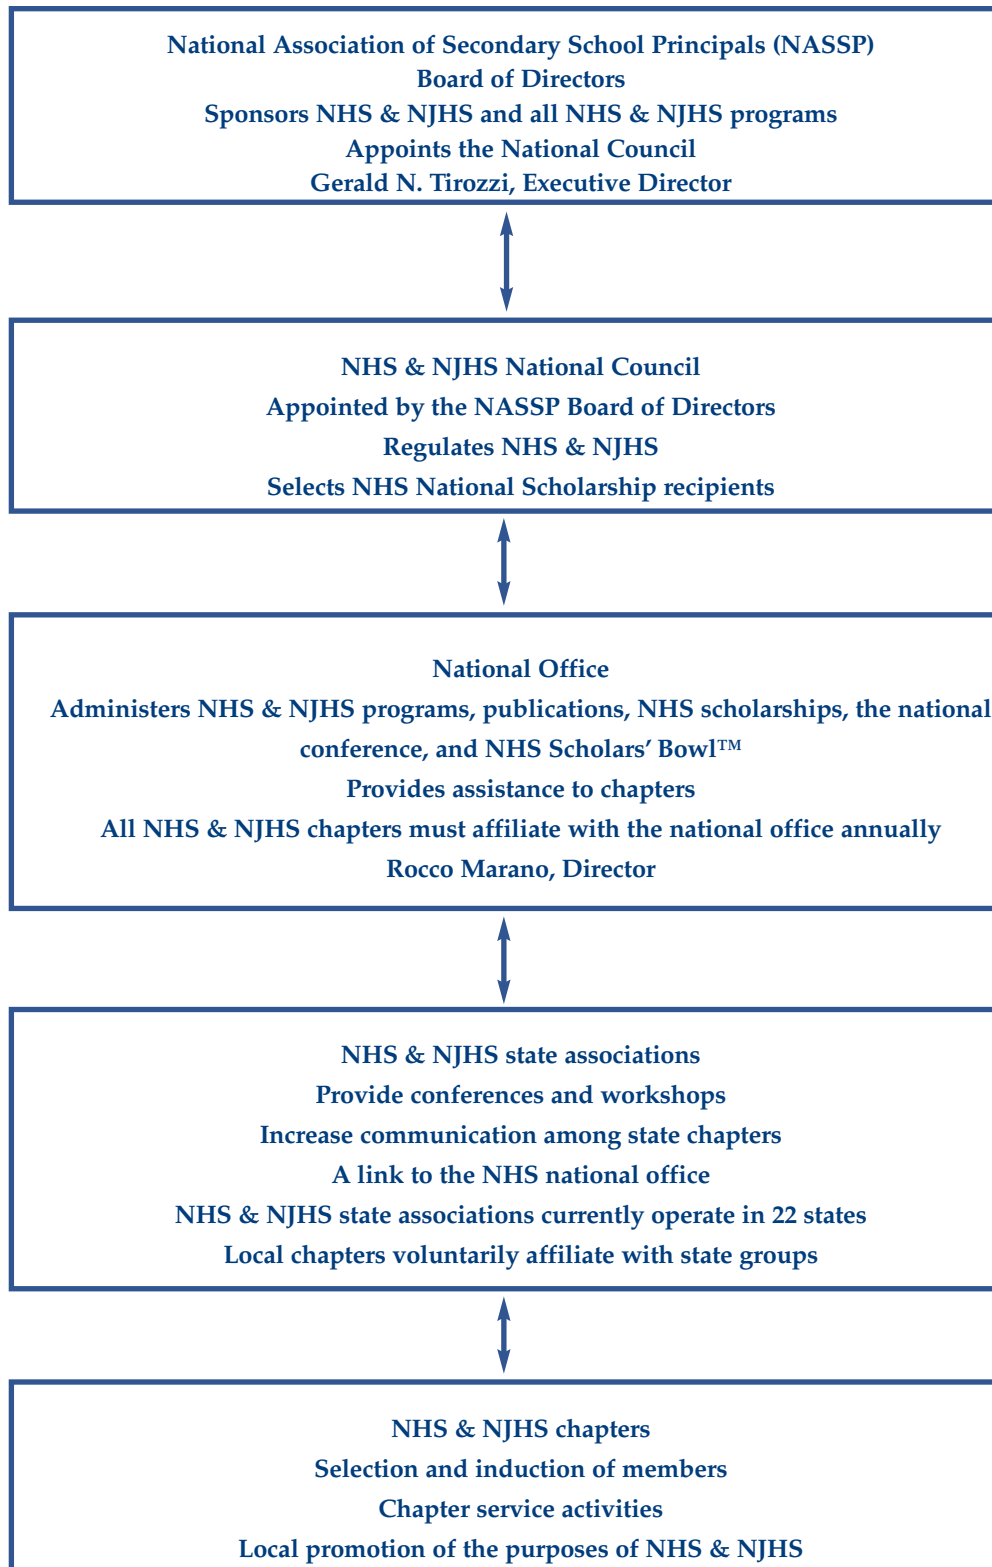 National Association of Secondary School Principals (NASSP)
Board of Directors
Sponsors NHS & NJHS and all NHS & NJHS programs
Appoints the National Council
Gerald N. Tirozzi, Executive Director
NHS & NJHS National Council
Appointed by the NASSP Board of Directors
Regulates NHS & NJHS
Selects NHS National Scholarship recipients
National Office
Administers NHS & NJHS programs, publications, NHS scholarships, the national
conference, and NHS Scholars’ Bowl™
Provides assistance to chapters
All NHS & NJHS chapters must affiliate with the national office annually
Rocco Marano, Director
NHS & NJHS state associations
Provide conferences and workshops
Increase communication among state chapters
A link to the NHS national office
NHS & NJHS state associations currently operate in 22 states
Local chapters voluntarily affiliate with state groups
NHS & NJHS chapters
Selection and induction of members
Chapter service activities
Local promotion of the purposes of NHS & NJHS